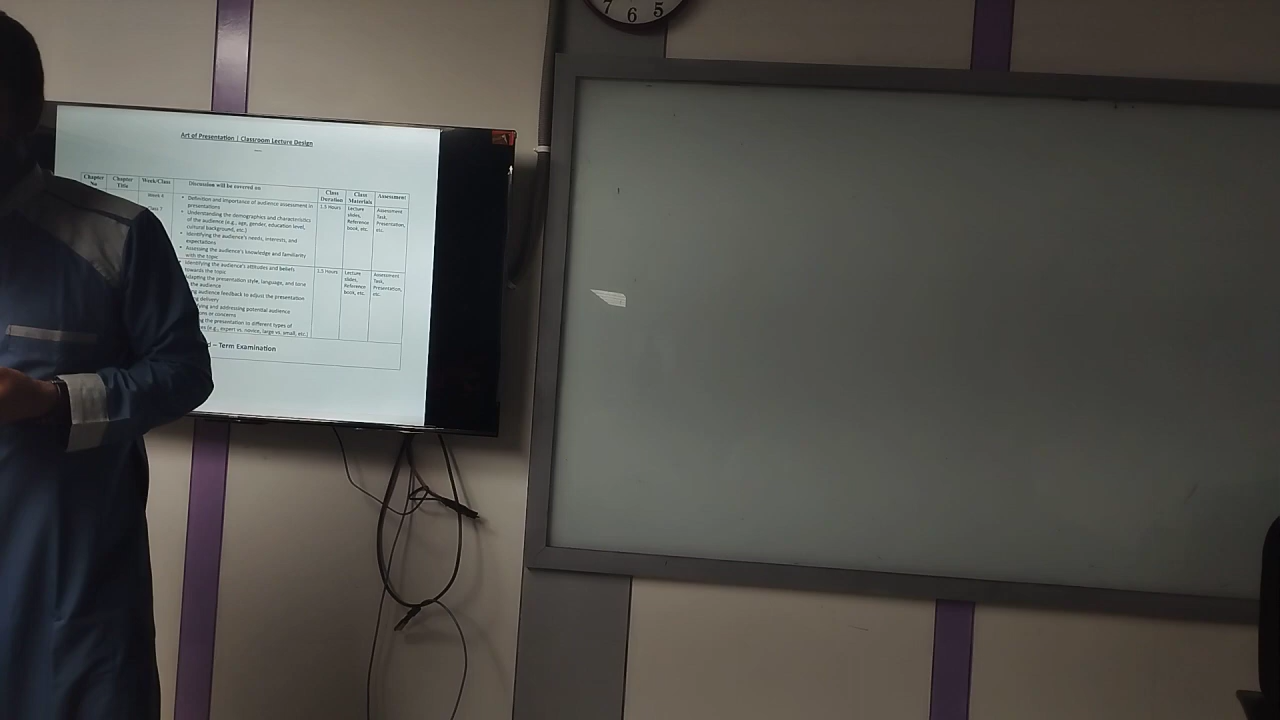 7 6 5
Art of Presentation | Classroom Lecture Design
Chapter No
Chapter Title
Week/Class
Discussion will be covered on
Class Duration
Class Materials
Assessment
Week 4
Class 7
• Definition and importance of audience assessment in
presentations
• Understanding the demographics and characteristics
of the audience (e.g., age, gender, education level,
cultural background, etc.)
• Identifying the audience's needs, interests, and
expectations
• Assessing the audience's knowledge and familiarity
with the topic
1.5 Hours
Lecture
slides,
Reference
book, etc.
Assessment
Task,
Presentation,
etc.
Identifying the audience's attitudes and beliefs
towards the topic
Adapting the presentation style, language, and tone
the audience
audience feedback to adjust the presentation
delivery
and addressing potential audience
or concerns
the presentation to different types of
(e.g., expert vs. novice, large vs. small, etc.)
1.5 Hours
Lecture
slides,
Reference
book, etc.
Assessment
Task,
Presentation,
etc.
– Term Examination